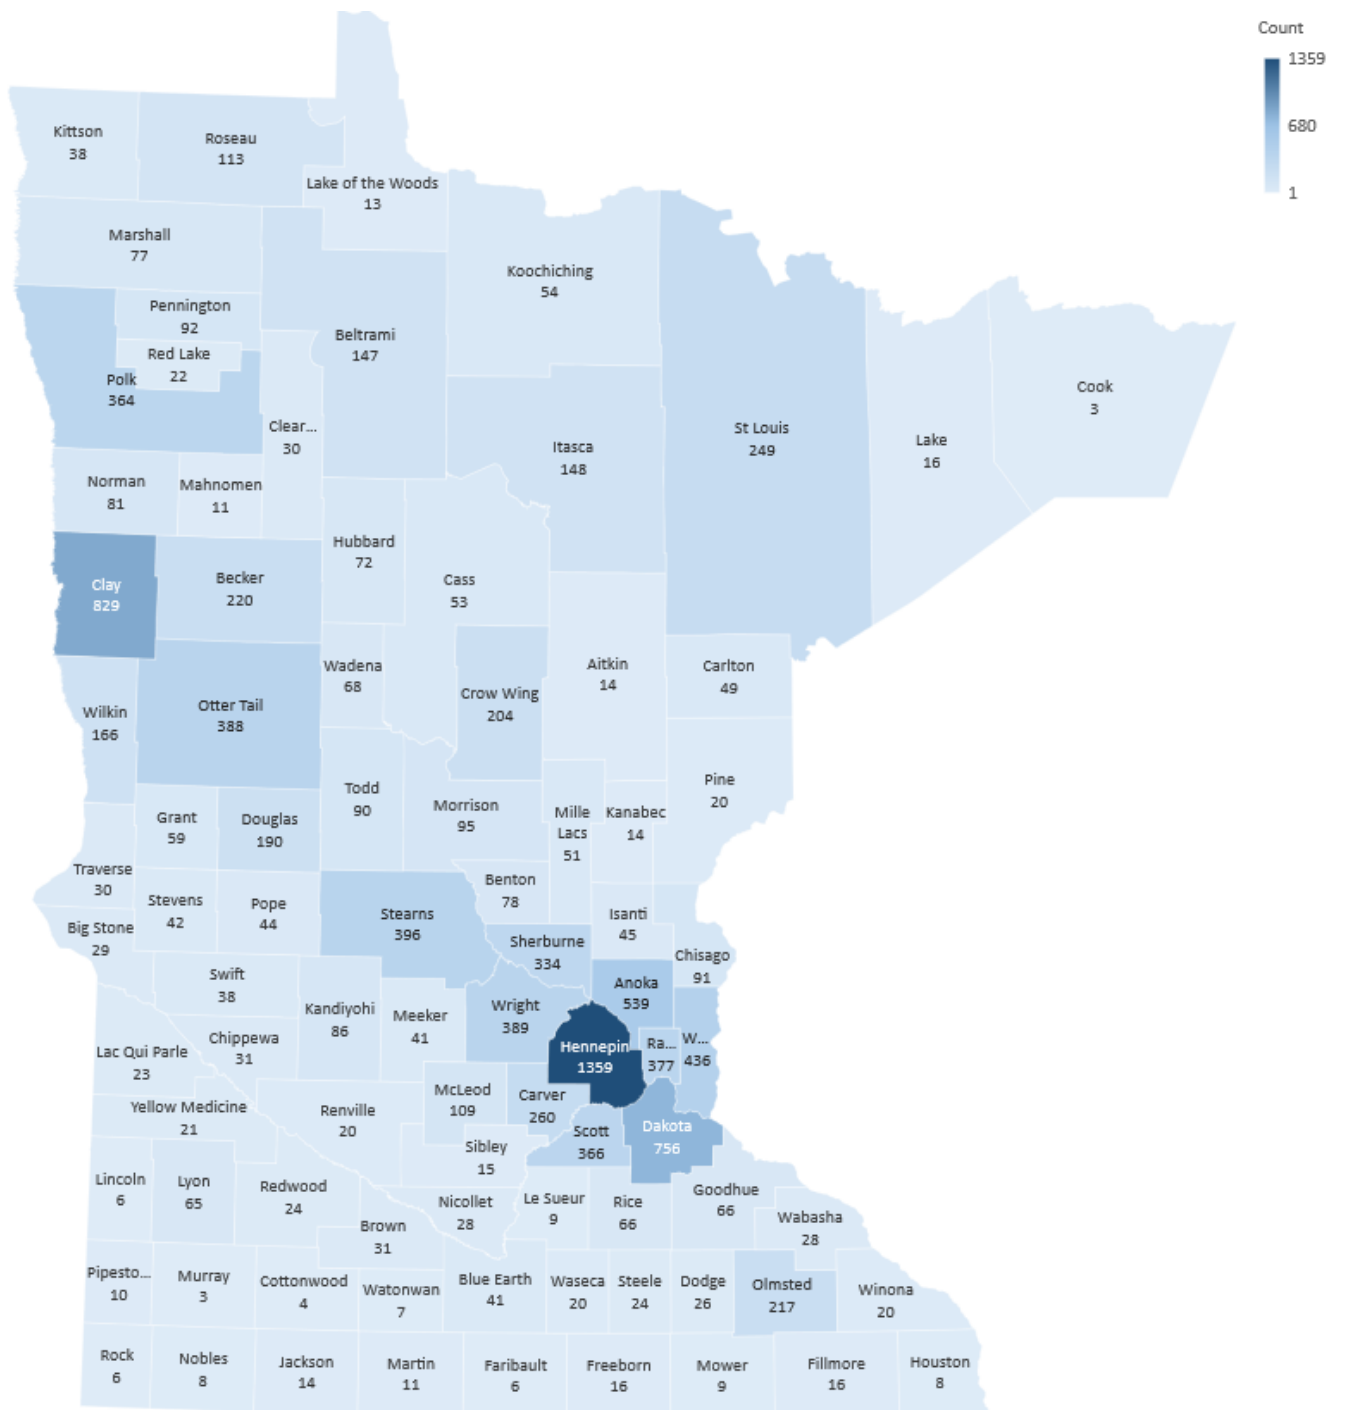 Count
1359
680
1
Kittson
38
Roseau
113
Lake of the Woods
13
Marshall
77
Koochiching
54
Pennington
92
Beltrami
147
Red Lake
22
Polk
364
Cook
3
Clear...
30
St Louis
249
Lake
16
Itasca
148
Norman
81
Mahnomen
11
Hubbard
72
Clay
829
Becker
220
Cass
53
Wadena
68
Aitkin
14
Carlton
49
Crow Wing
204
Otter Tail
388
Wilkin
166
Pine
20
Todd
90
Morrison
95
Mille
Lacs
51
Kanabec
14
Grant
59
Douglas
190
Traverse
30
Benton
78
Stevens
42
Pope
44
Stearns
396
Isanti
45
Big Stone
29
Sherburne
334
Chisago
91
Swift
38
Anoka
539
Kandiyohi
86
Wright
389
Meeker
41
Chippewa
31
Hennepin
1359
Ra...
377
W...
436
Lac Qui Parle
23
McLeod
109
Carver
260
Yellow Medicine
21
Renville
20
Scott
366
Dakota
756
Sibley
15
Lincoln
6
Lyon
65
Redwood
24
Nicollet
28
Le Sueur
9
Rice
66
Goodhue
66
Wabasha
28
Brown
31
Pipesto...
10
Murray
3
Cottonwood
4
Watonwan
7
Blue Earth
41
Waseca
20
Steele
24
Dodge
26
Olmsted
217
Winona
20
Rock
6
Nobles
8
Jackson
14
Martin
11
Faribault
6
Freeborn
16
Mower
9
Fillmore
16
Houston
8